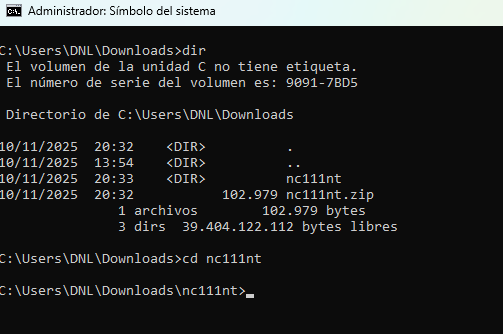 Administrador: Símbolo del sistema
C:\Users\DNL\Downloads>dir
 El volumen de la unidad C no tiene etiqueta.
 El número de serie del volumen es: 9091-7BD5

 Directorio de C:\Users\DNL\Downloads

10/11/2025  20:32    <DIR>          .
10/11/2025  13:54    <DIR>          ..
10/11/2025  20:33    <DIR>          nc111nt
10/11/2025  20:32           102.979 nc111nt.zip
               1 archivos        102.979 bytes
               3 dirs  39.404.122.112 bytes libres

C:\Users\DNL\Downloads>cd nc111nt

C:\Users\DNL\Downloads\nc111nt>_